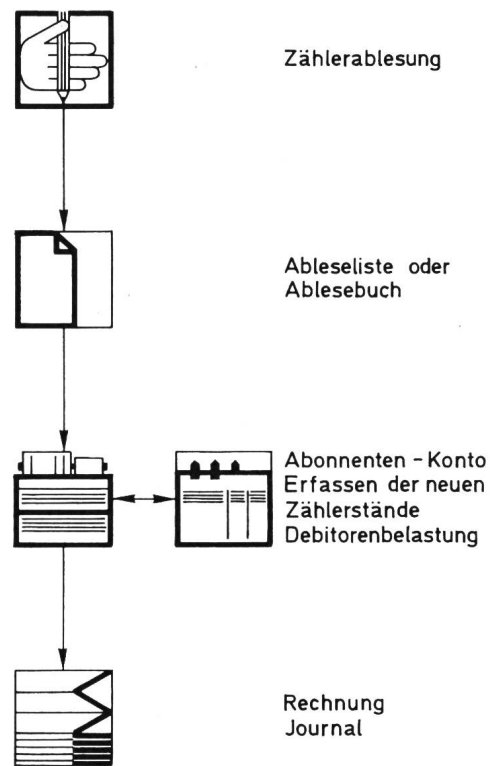 Zählerablesung
Ableseliste oder
Ablesebuch
Abonnenten-Konto
Erfassen der neuen
Zählerstände
Debitorenbelastung
Rechnung
Journal